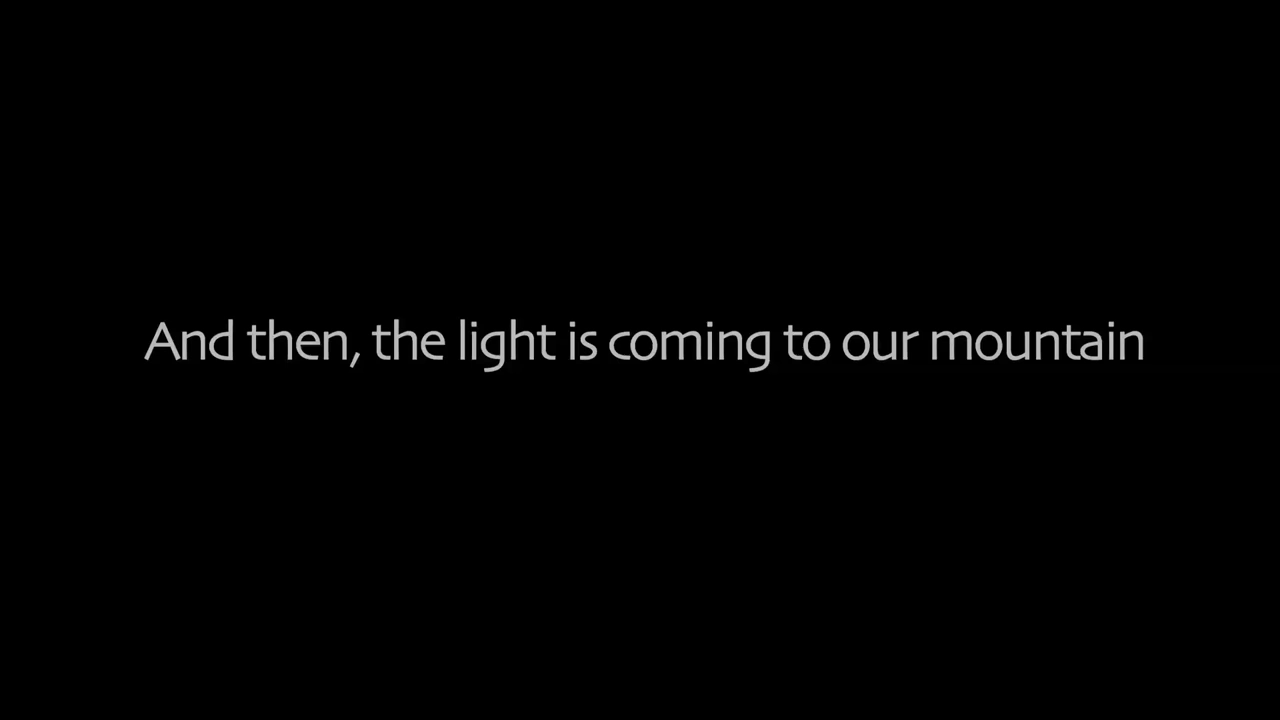 And then, the light is coming to our mountain